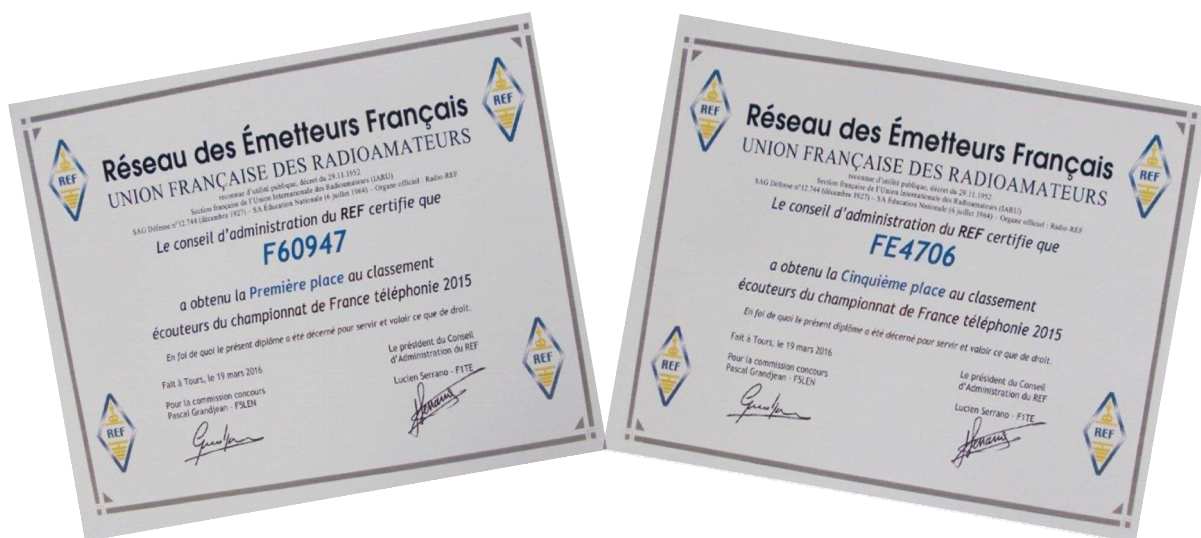 REF
REF
Réseau des Émetteurs Français
UNION FRANÇAISE DES RADIOAMATEURS
reconnue d'utilité publique, décret du 29.11.1952
Section française de l'Union Internationale des Radioamateurs (IARU)
SAG Défense n°12.744 (décembre 1927) – SA Éducation Nationale (6 juillet 1964) – Organe officiel : Radio-REF
Le conseil d'administration du REF certifie que
F60947
a obtenu la Première place au classement
écouteurs du championnat de France téléphonie 2015
En foi de quoi le présent diplôme a été décerné pour servir et valoir ce que de droit.
Fait à Tours, le 19 mars 2016
Pour la commission concours
Pascal Grandjean - F5LEN
Le président du Conseil
d'Administration du REF
Lucien Serrano - F1TE
REF
REF
REF
REF
Réseau des Émetteurs Français
UNION FRANÇAISE DES RADIOAMATEURS
reconnue d'utilité publique, décret du 29.11.1952
Section française de l'Union Internationale des Radioamateurs (IARU)
SAG Défense n°12.744 (décembre 1927) – SA Éducation Nationale (6 juillet 1964) – Organe officiel : Radio-REF
Le conseil d'administration du REF certifie que
FE4706
a obtenu la Cinquième place au classement
écouteurs du championnat de France téléphonie 2015
En foi de quoi le présent diplôme a été décerné pour servir et valoir ce que de droit.
Fait à Tours, le 19 mars 2016
Pour la commission concours
Pascal Grandjean - F5LEN
Le président du Conseil
d'Administration du REF
Lucien Serrano - F1TE
REF
REF